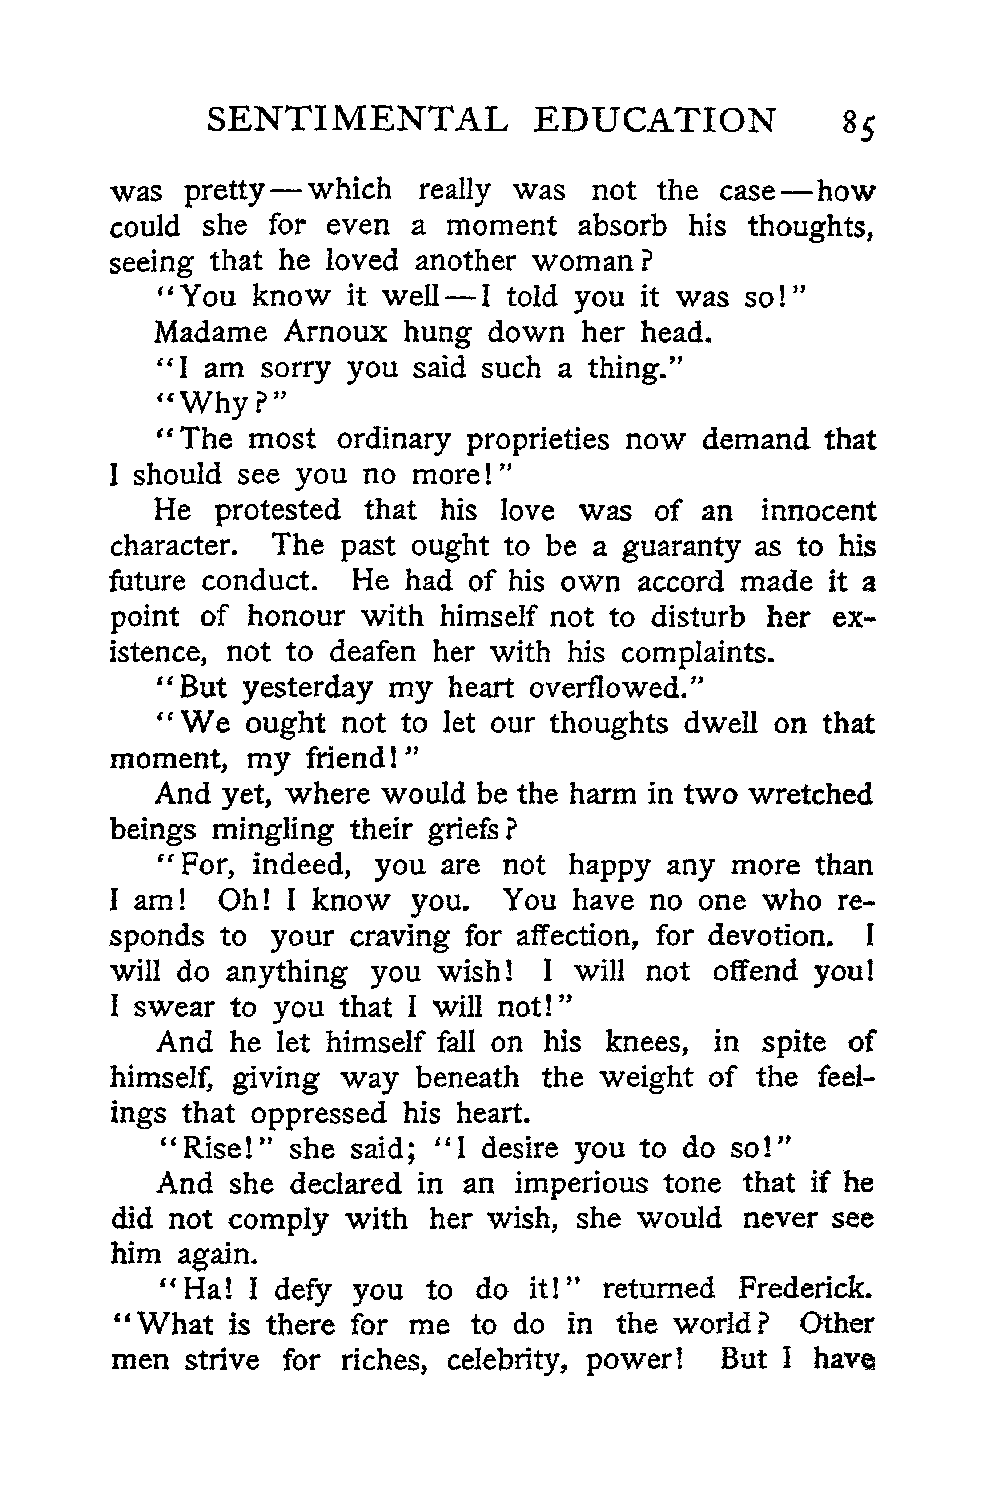 SENTIMENTAL EDUCATION 85
was pretty—which really was not the case—how
could she for even a moment absorb his thoughts,
seeing that he loved another woman?
"You know it well—I told you it was so!"
Madame Arnoux hung down her head.
"I am sorry you said such a thing."
"Why?"
"The most ordinary proprieties now demand that
I should see you no more!"
He protested that his love was of an innocent
character. The past ought to be a guaranty as to his
future conduct. He had of his own accord made it a
point of honour with himself not to disturb her ex-
istence, not to deafen her with his complaints.
"But yesterday my heart overflowed."
"We ought not to let our thoughts dwell on that
moment, my friend!"
And yet, where would be the harm in two wretched
beings mingling their griefs?
"For, indeed, you are not happy any more than
I am! Oh! I know you. You have no one who re-
sponds to your craving for affection, for devotion. I
will do anything you wish! I will not offend you!
I swear to you that I will not!"
And he let himself fall on his knees, in spite of
himself, giving way beneath the weight of the feel-
ings that oppressed his heart.
"Rise!" she said; "I desire you to do so!"
And she declared in an imperious tone that if he
did not comply with her wish, she would never see
him again.
"Ha! I defy you to do it!" returned Frederick.
"What is there for me to do in the world? Other
men strive for riches, celebrity, power! But I have